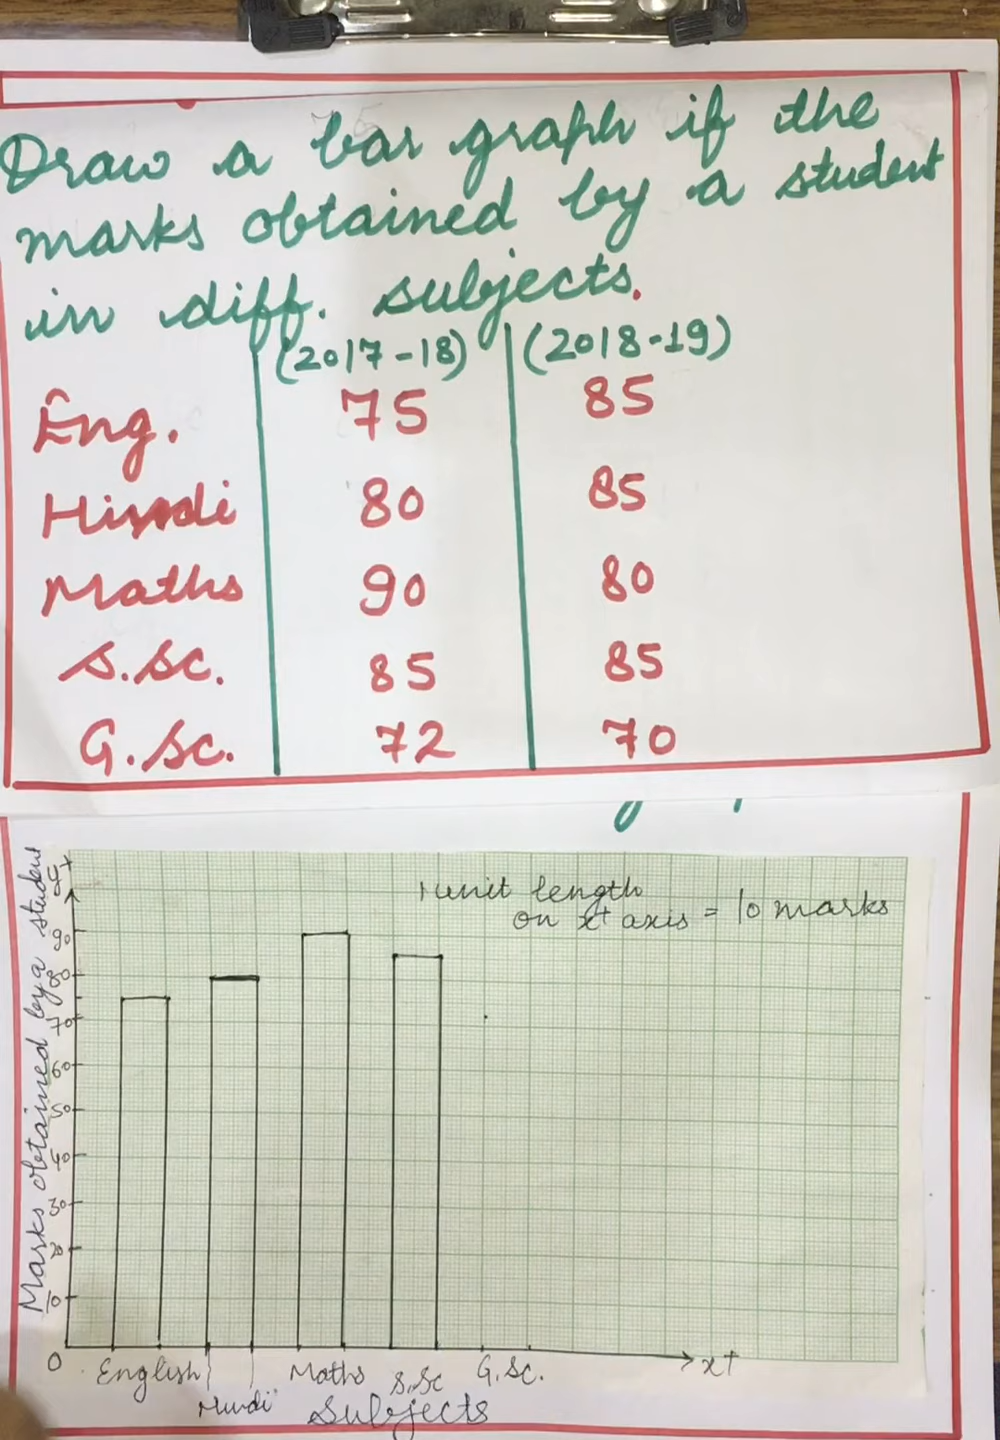 Draw a bar graph if the
marks obtained by a student
in diff. subjects.
(2017-18) (2018-19)
Eng. 75 85
Hindi 80 85
Maths 90 80
S.Sc. 85 85
G.Sc. 72 70
1 unit length
on x+ axis = 10 marks
Marks obtained by a student
90
80
70
60
50
40
30
20
10
0
x+
English Maths S.Sc G.Sc.
Hindi
Subjects